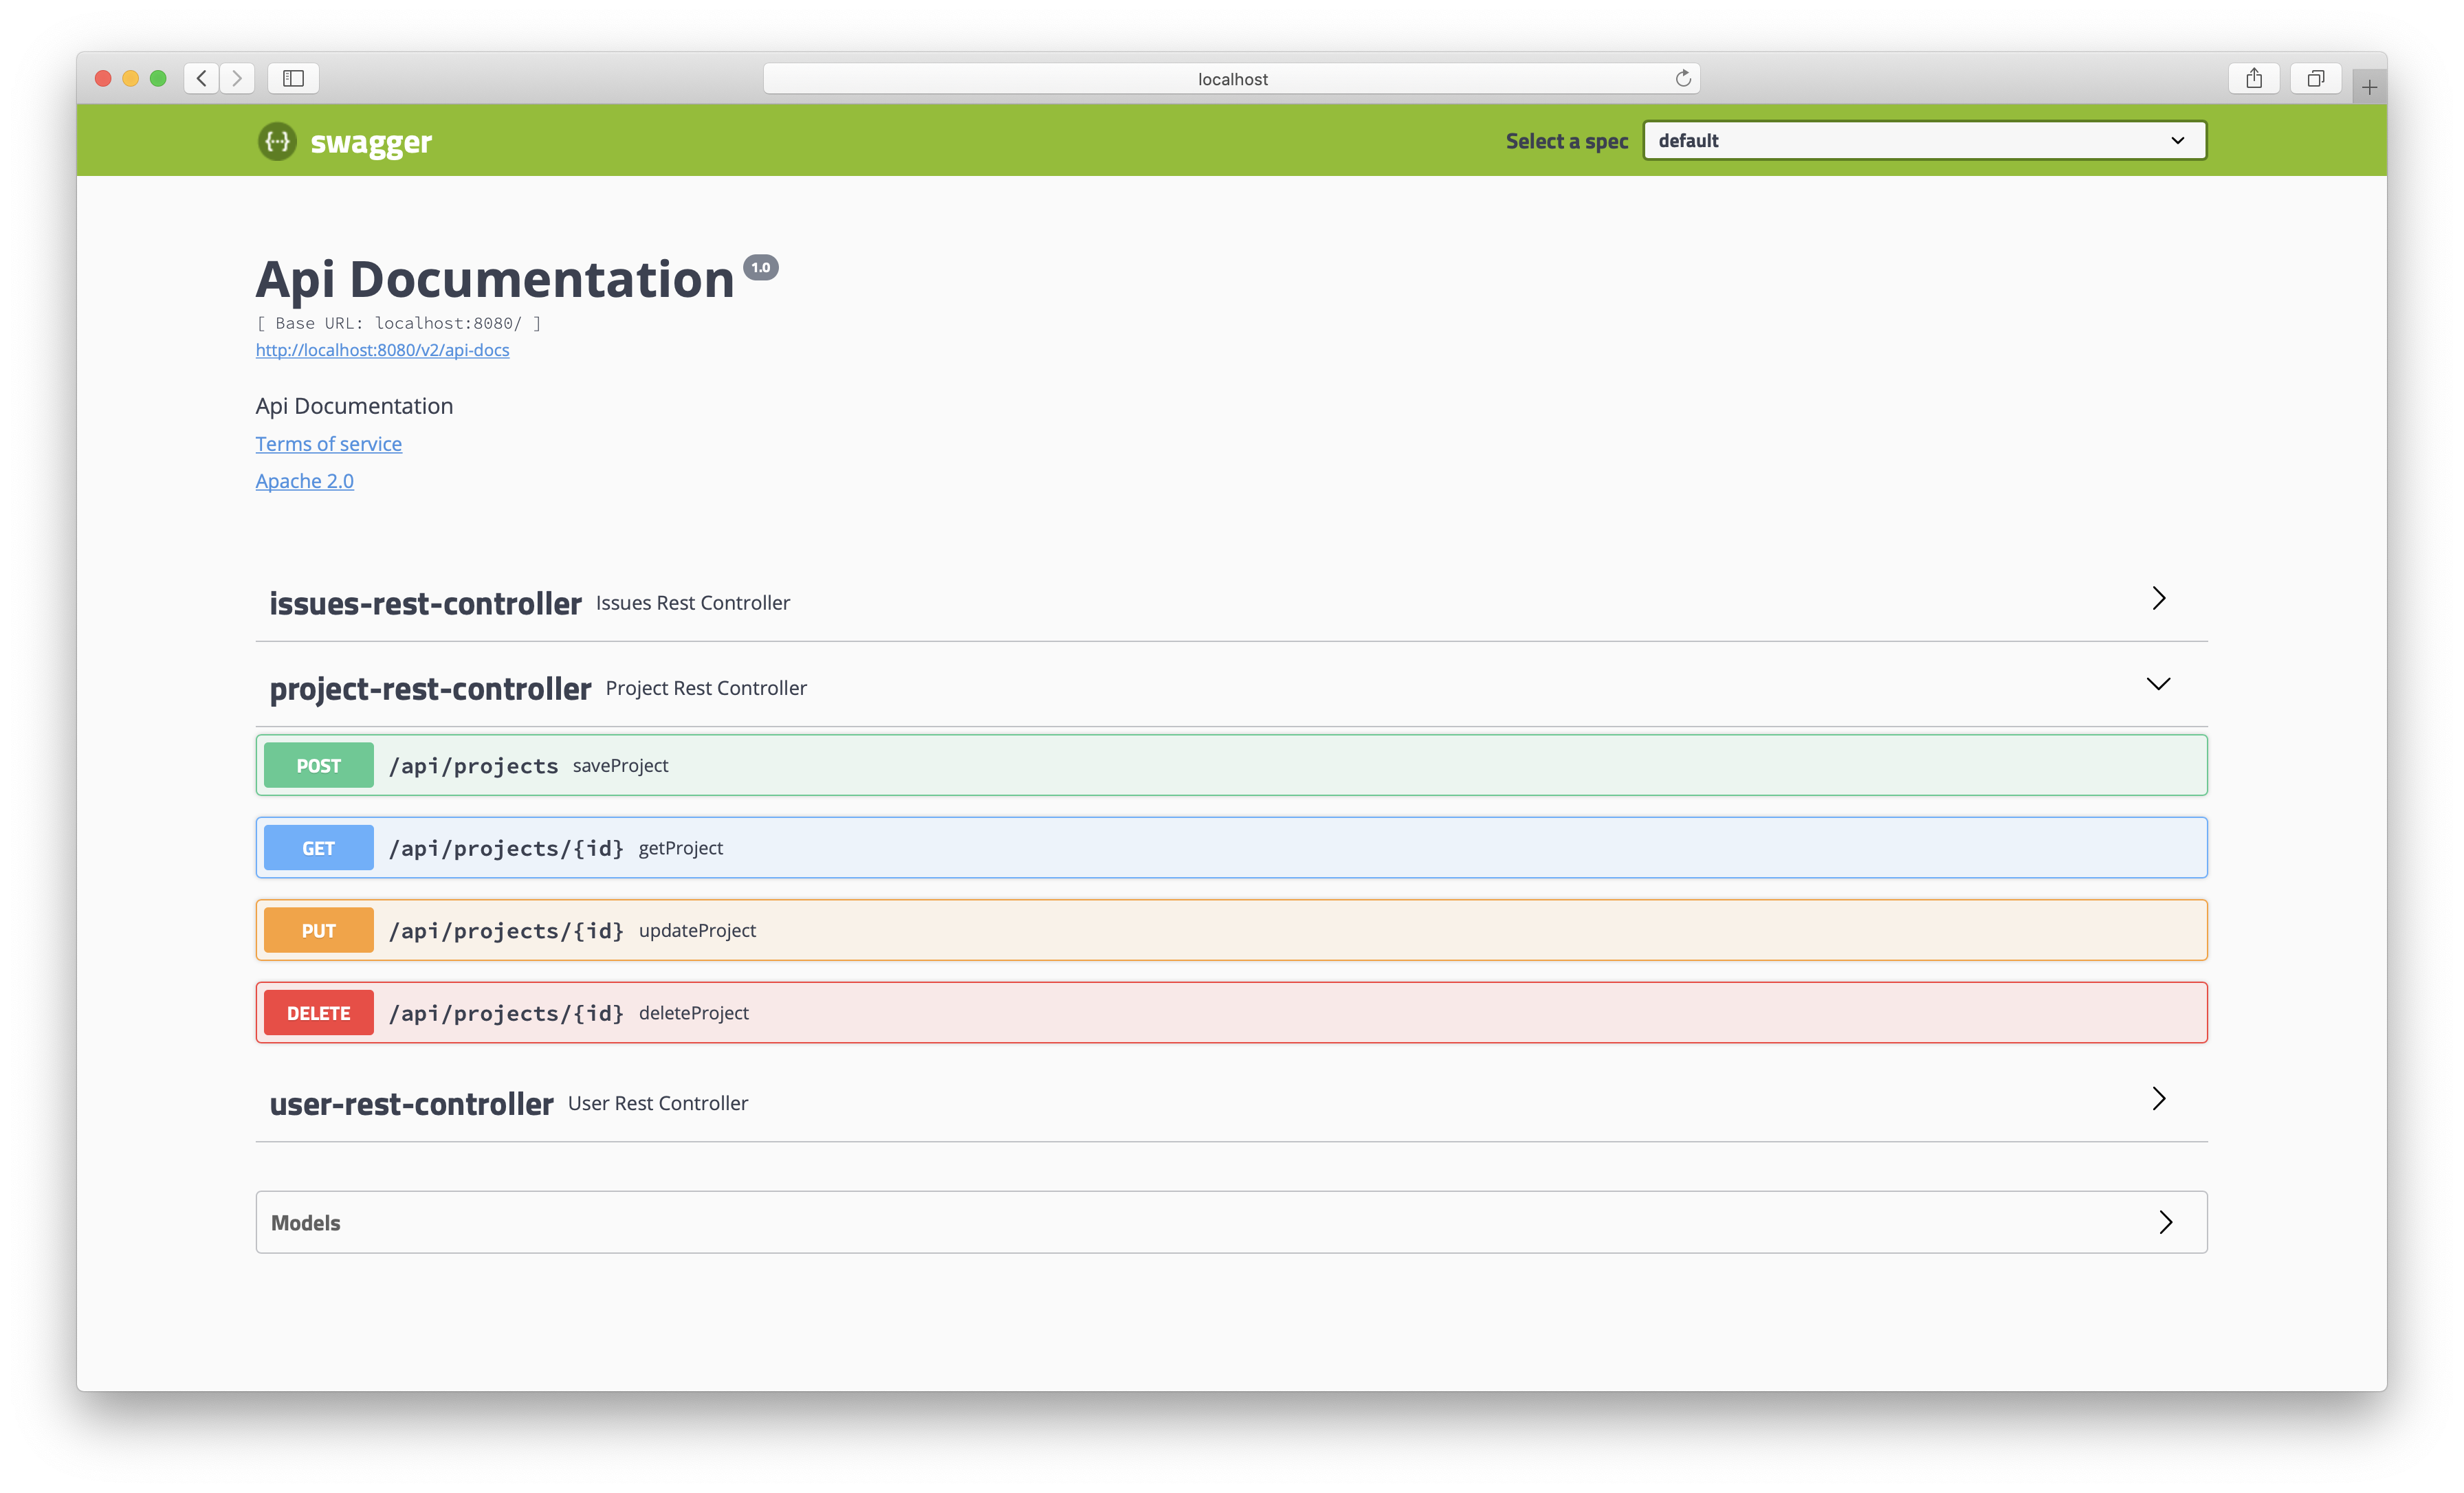 localhost
swagger
Select a spec default
Api Documentation 1.0
[ Base URL: localhost:8080/ ]
http://localhost:8080/v2/api-docs
Api Documentation
Terms of service
Apache 2.0
issues-rest-controller Issues Rest Controller
project-rest-controller Project Rest Controller
POST /api/projects saveProject
GET /api/projects/{id} getProject
PUT /api/projects/{id} updateProject
DELETE /api/projects/{id} deleteProject
user-rest-controller User Rest Controller
Models